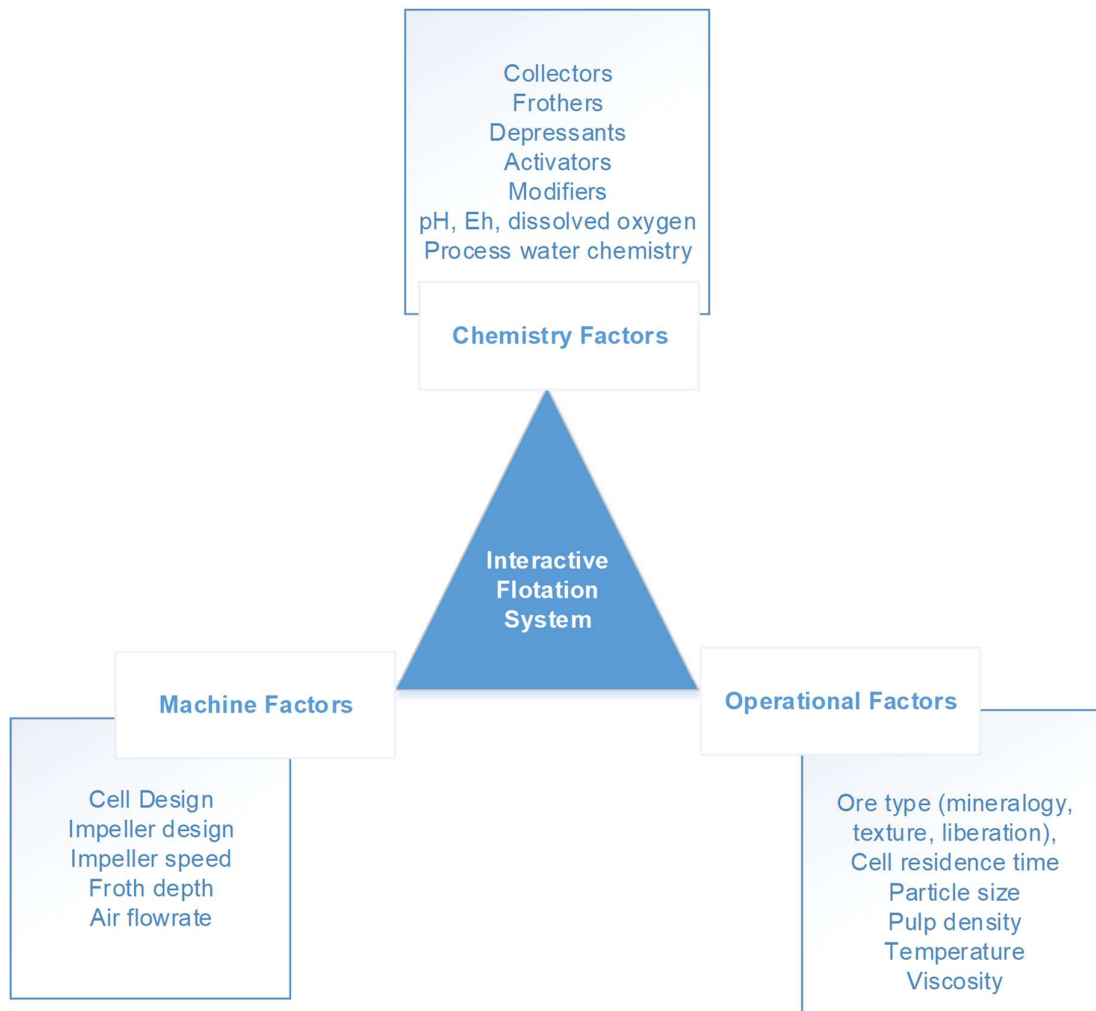 Collectors
Frothers
Depressants
Activators
Modifiers
pH, Eh, dissolved oxygen
Process water chemistry
Chemistry Factors
Interactive
Flotation
System
Machine Factors
Cell Design
Impeller design
Impeller speed
Froth depth
Air flowrate
Operational Factors
Ore type (mineralogy,
texture, liberation),
Cell residence time
Particle size
Pulp density
Temperature
Viscosity